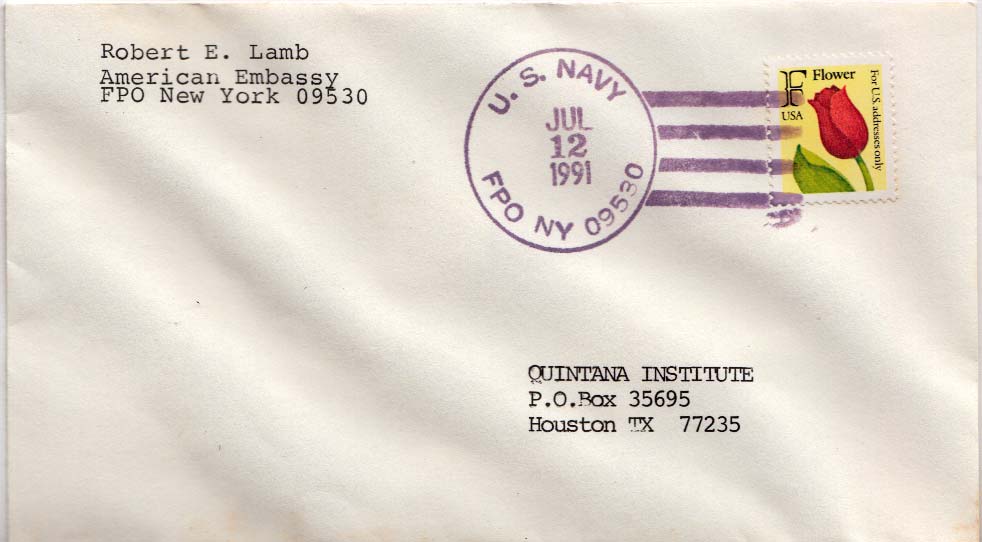 Robert E. Lamb
American Embassy
FPO New York 09530
U. S. NAVY
JUL
12
1991
FPO NY 09530
F Flower
USA
For U.S. addresses only
QUINTANA INSTITUTE
P.O.Box 35695
Houston TX 77235